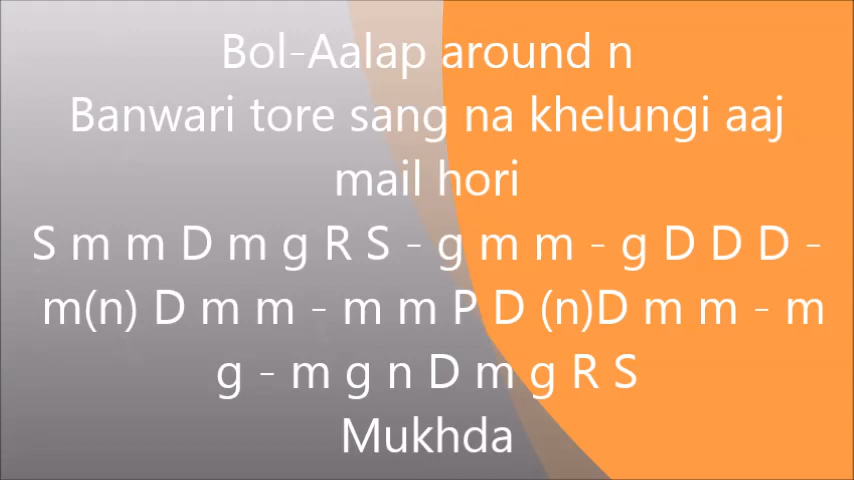 Bol-Aalap around n
Banwari tore sang na khelungi aaj
mail hori
S m m D m g R S - g m m - g D D D -
m(n) D m m - m m P D (n)D m m - m
g - m g n D m g R S
Mukhda